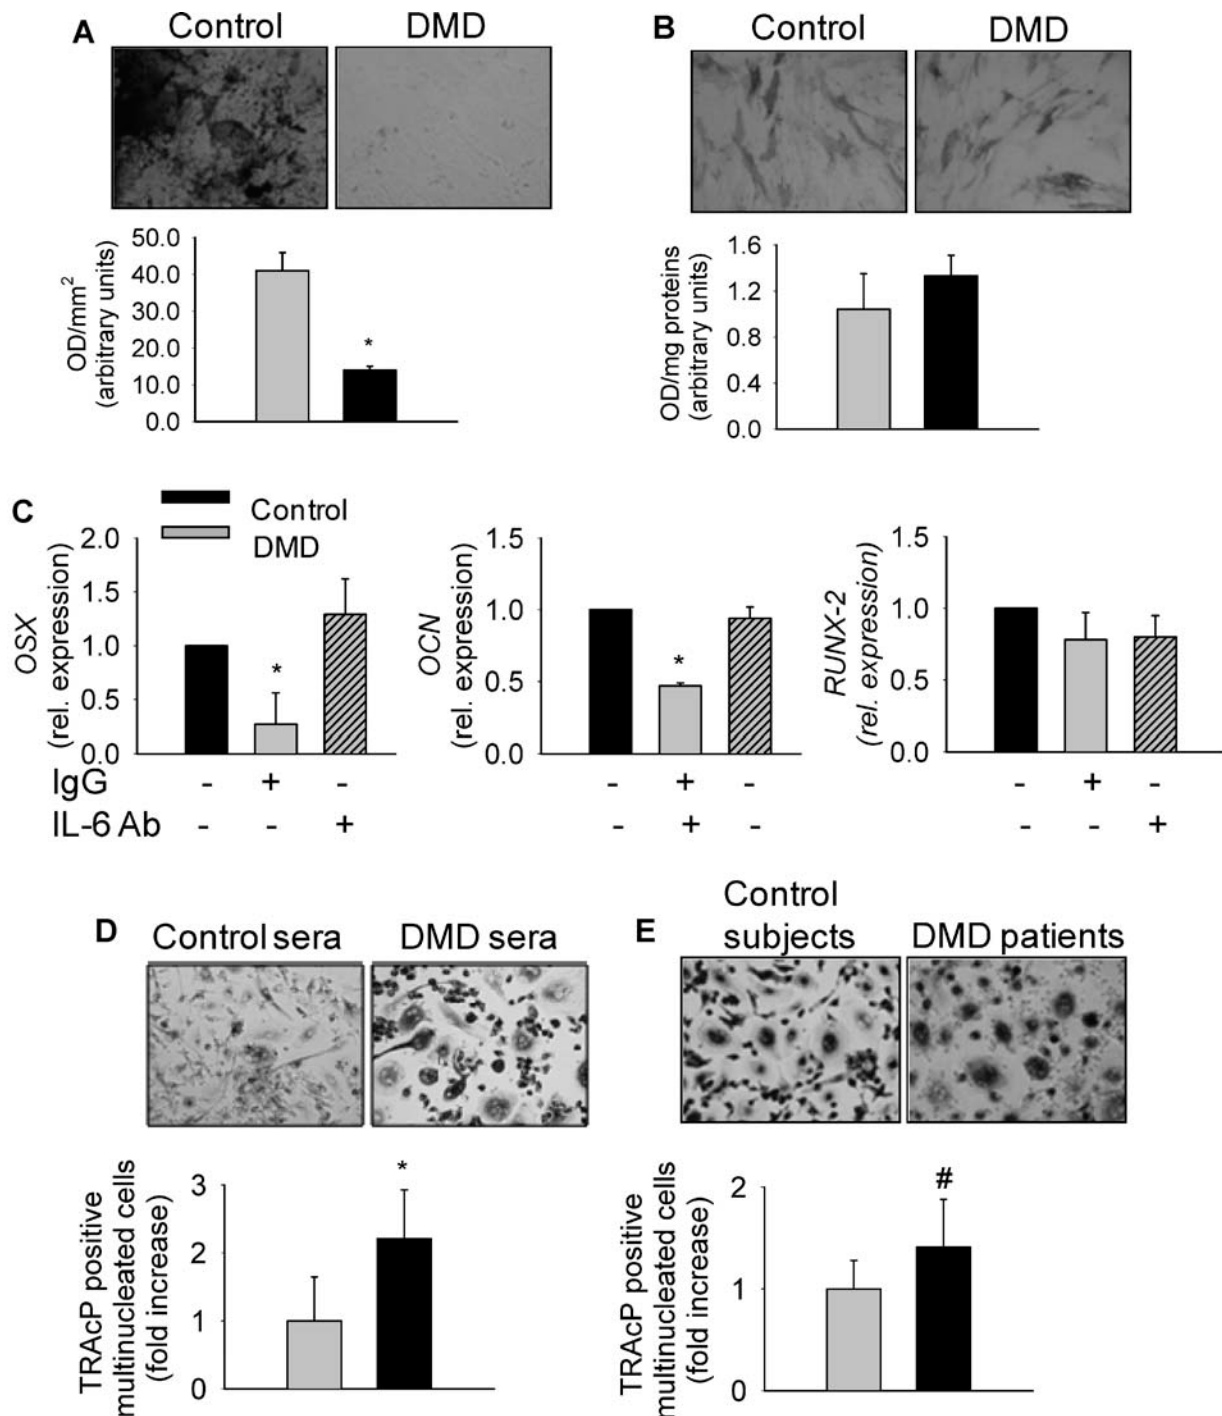 A Control DMD
50.0
40.0
30.0
20.0
10.0
0.0
OD/mm²
(arbitrary units)
*
B Control DMD
1.6
1.2
0.8
0.4
0.0
OD/mg proteins
(arbitrary units)
C
Control
DMD
2.0
1.5
1.0
0.5
0.0
OSX
(rel. expression)
*
1.5
1.0
0.5
0.0
OCN
(rel. expression)
*
1.5
1.0
0.5
0.0
RUNX-2
(rel. expression)
IgG - + - - + - - + -
IL-6 Ab - - + - + - - - +
D Control sera DMD sera
3
2
1
0
TRAcP positive
multinucleated cells
(fold increase)
*
E Control
subjects DMD patients
2
1
0
TRAcP positive
multinucleated cells
(fold increase)
#